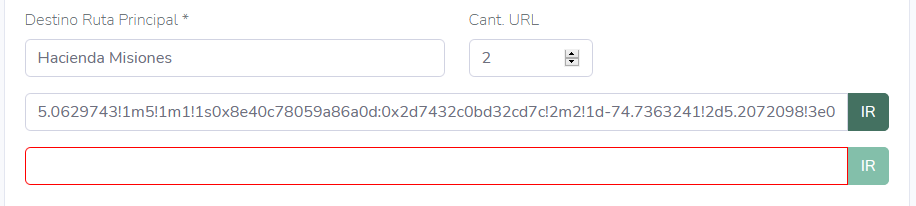 Destino Ruta Principal * Cant. URL
Hacienda Misiones 2
5.0629743!1m5!1m1!1s0x8e40c78059a86a0d:0x2d7432c0bd32cd7c!2m2!1d-74.7363241!2d5.2072098!3e0 IR
IR